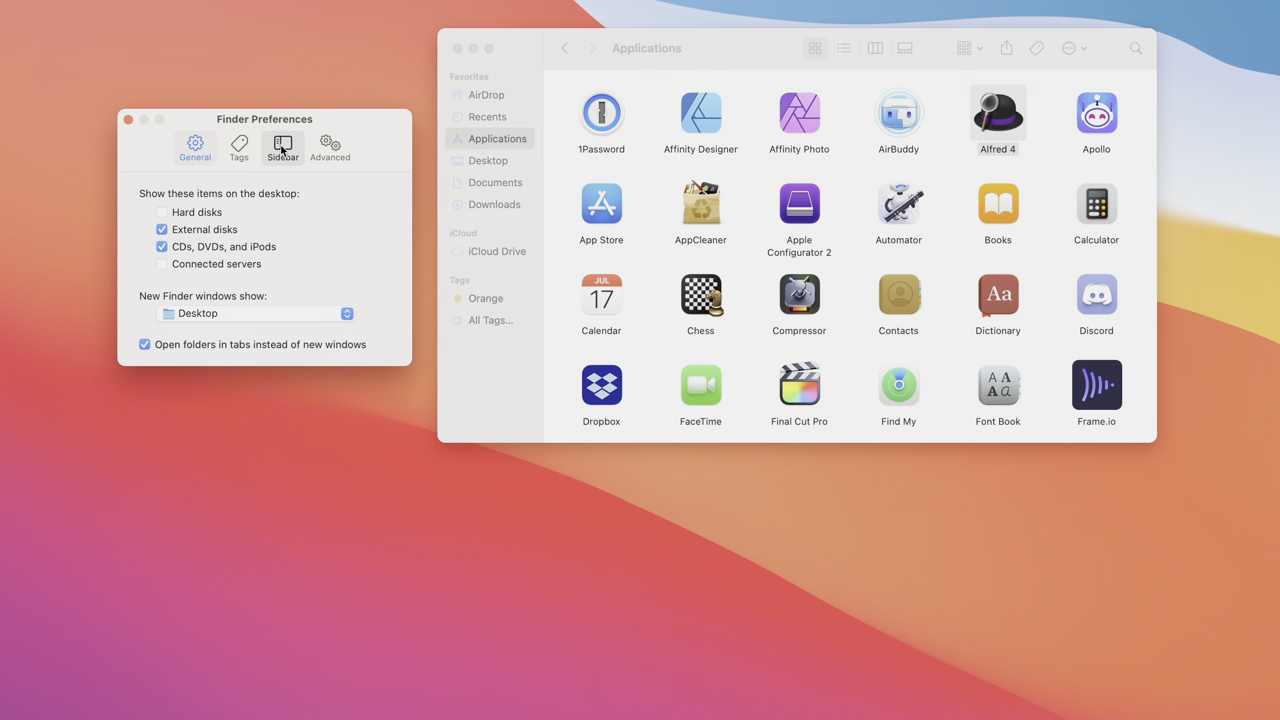 Finder Preferences
General
Tags
Sidebar
Advanced
Show these items on the desktop:
Hard disks
External disks
CDs, DVDs, and iPods
Connected servers
New Finder windows show:
Desktop
Open folders in tabs instead of new windows
Applications
Favorites
AirDrop
Recents
Applications
Desktop
Documents
Downloads
iCloud
iCloud Drive
Tags
Orange
All Tags...
1Password
Affinity Designer
Affinity Photo
AirBuddy
Alfred 4
Apollo
App Store
AppCleaner
Apple
Configurator 2
Automator
Books
Calculator
JUL
17
Aa
Calendar
Chess
Compressor
Contacts
Dictionary
Discord
A A
A a
Dropbox
FaceTime
Final Cut Pro
Find My
Font Book
Frame.io